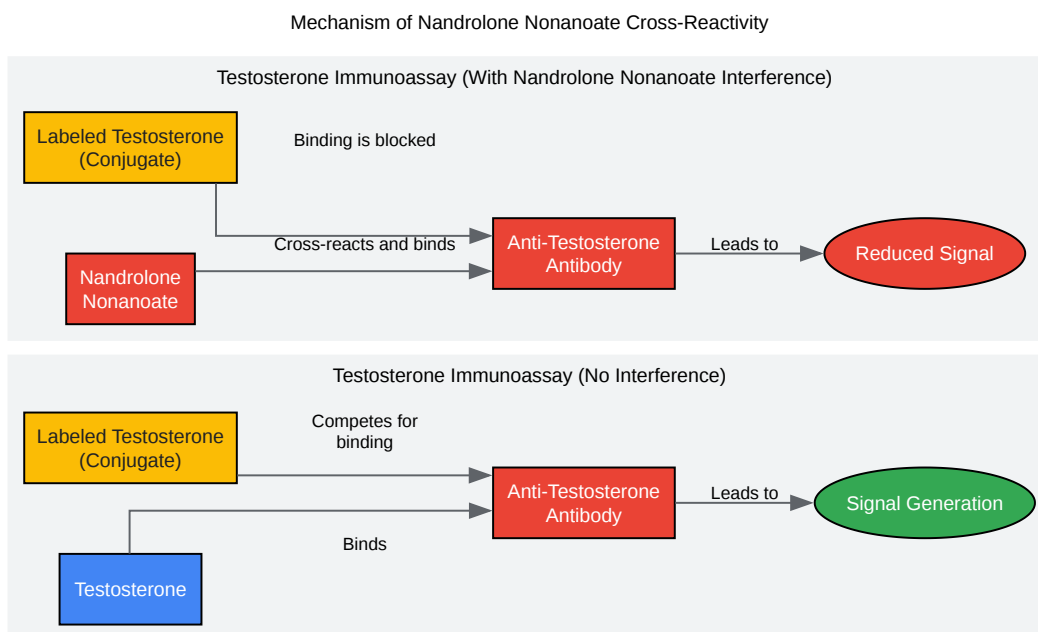 Mechanism of Nandrolone Nonanoate Cross-Reactivity
Testosterone Immunoassay (With Nandrolone Nonanoate Interference)
Labeled Testosterone
(Conjugate)
Binding is blocked
Cross-reacts and binds
Nandrolone
Nonanoate
Anti-Testosterone
Antibody
Leads to
Reduced Signal
Testosterone Immunoassay (No Interference)
Labeled Testosterone
(Conjugate)
Competes for
binding
Binds
Testosterone
Anti-Testosterone
Antibody
Leads to
Signal Generation